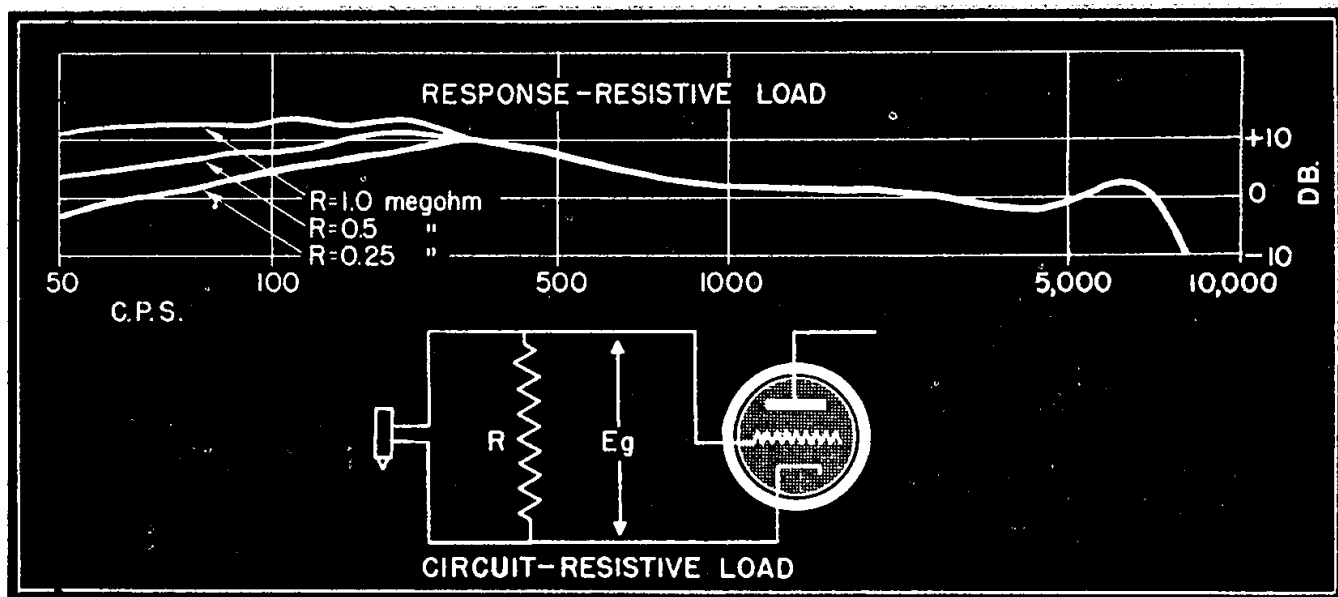 RESPONSE-RESISTIVE LOAD
+10
0
-10
DB.
R=1.0 megohm
R=0.5 "
R=0.25 "
50 100 500 1000 5,000 10,000
C.P.S.
R Eg
CIRCUIT-RESISTIVE LOAD